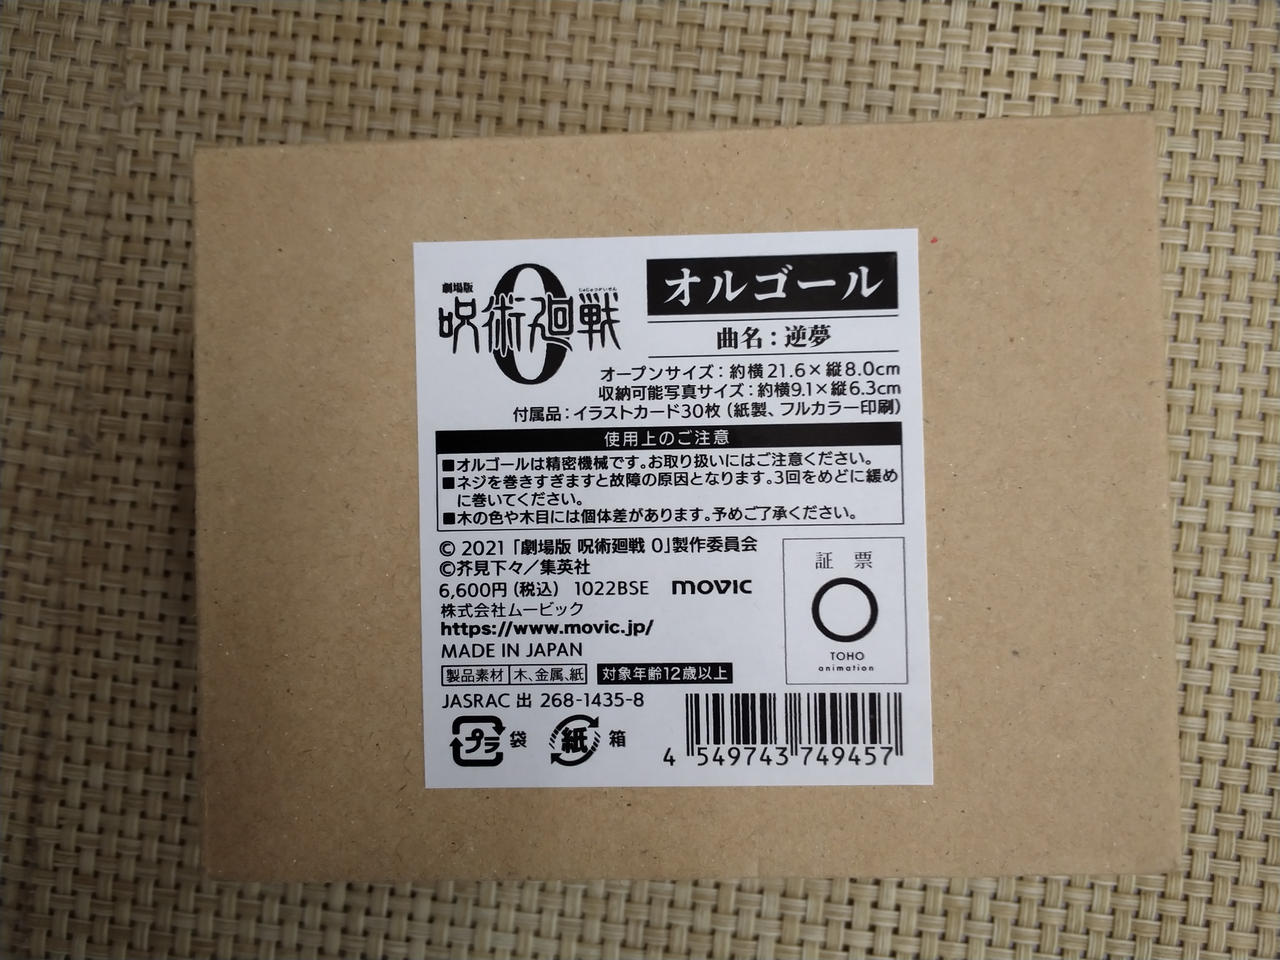 劇場版
じゅじゅつかいせん
呪術廻戦
0
オルゴール
曲名：逆夢
オープンサイズ：約横21.6×縦8.0cm
収納可能写真サイズ：約横9.1×縦6.3cm
付属品：イラストカード30枚（紙製、フルカラー印刷）
使用上のご注意
■オルゴールは精密機械です。お取り扱いにはご注意ください。
■ネジを巻きすぎますと故障の原因となります。3回をめどに緩め
に巻いてください。
■木の色や木目には個体差があります。予めご了承ください。
© 2021 「劇場版 呪術廻戦 0」製作委員会
©芥見下々／集英社
6,600円（税込） 1022BSE movic
株式会社ムービック
https://www.movic.jp/
MADE IN JAPAN
製品素材 木、金属、紙 対象年齢12歳以上
JASRAC 出 268-1435-8
プラ 袋 紙 箱
証 票
TOHO
animation
4 549743 749457